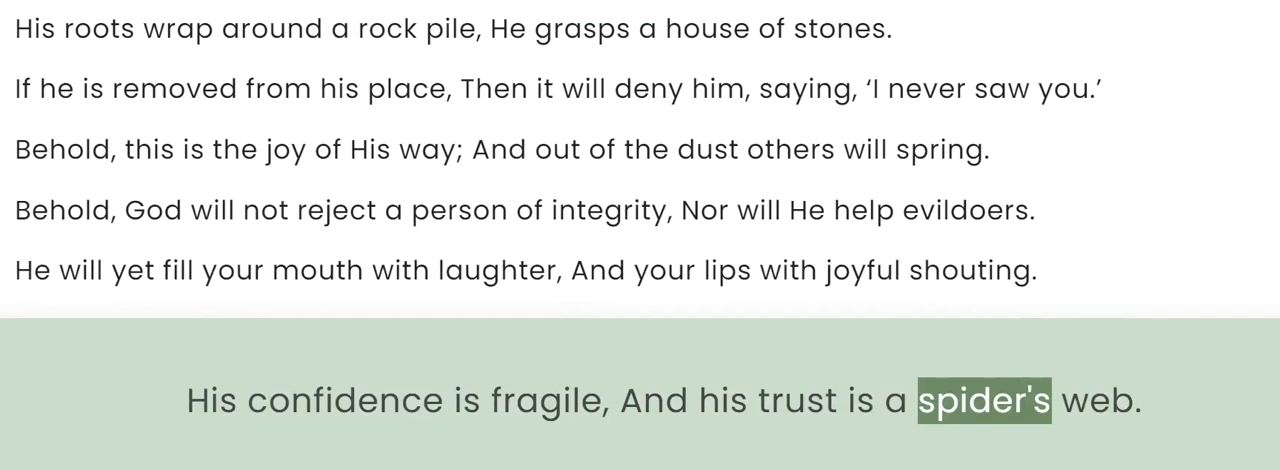 His roots wrap around a rock pile, He grasps a house of stones.
If he is removed from his place, Then it will deny him, saying, ‘I never saw you.’
Behold, this is the joy of His way; And out of the dust others will spring.
Behold, God will not reject a person of integrity, Nor will He help evildoers.
He will yet fill your mouth with laughter, And your lips with joyful shouting.
His confidence is fragile, And his trust is a spider's web.